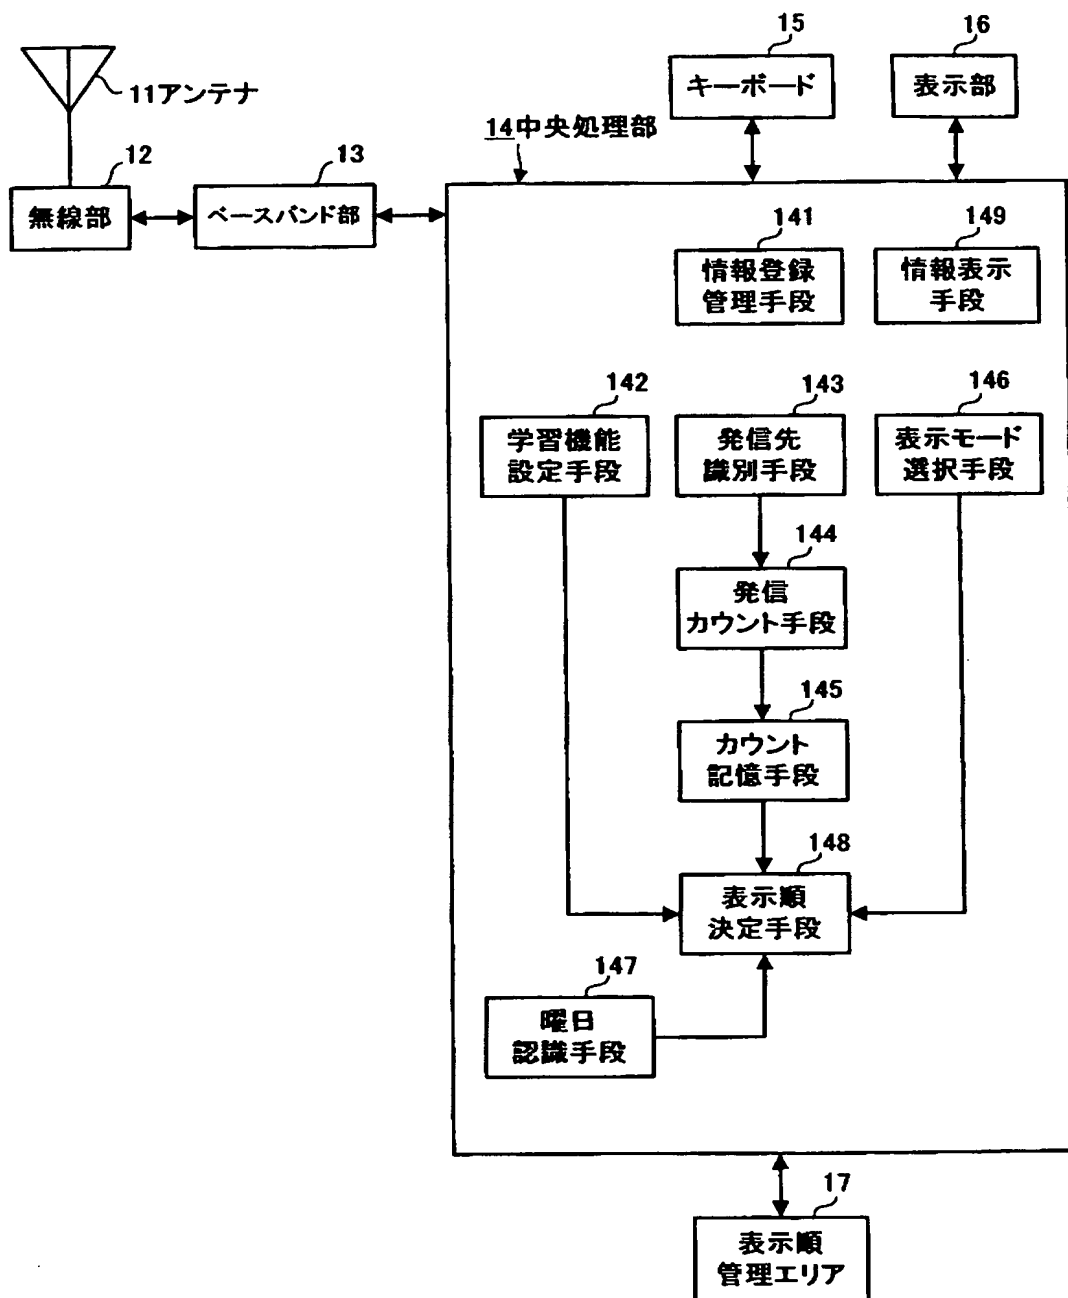 15
16
キーボード
表示部
11アンテナ
14中央処理部
12
13
無線部
ベースバンド部
141
149
情報登録
管理手段
情報表示
手段
142
143
146
学習機能
設定手段
発信先
識別手段
表示モード
選択手段
144
発信
カウント手段
145
カウント
記憶手段
148
表示順
決定手段
147
曜日
認識手段
17
表示順
管理エリア